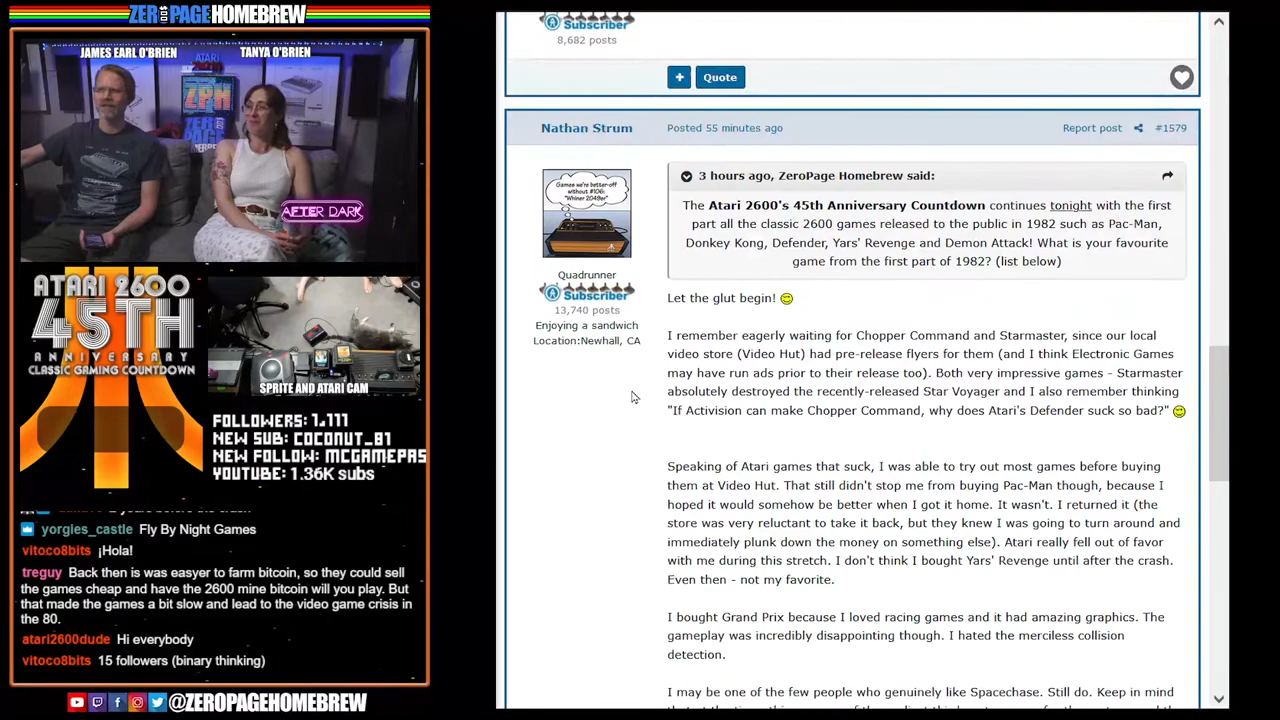 ZERO PAGE HOMEBREW
JAMES EARL O'BRIEN
TANYA O'BRIEN
ATARI
ZPH
ZERO
PAGE
AFTER DARK
ATARI 2600
45TH
ANNIVERSARY
CLASSIC GAMING COUNTDOWN
SPRITE AND ATARI CAM
FOLLOWERS: 1,111
NEW SUB: COCONUT_81
NEW FOLLOW: MCGAMEPAS
YOUTUBE: 1.36K subs
yorgies_castle Fly By Night Games
vitoco8bits ¡Hola!
treguy Back then is was easyer to farm bitcoin, so they could sell
the games cheap and have the 2600 mine bitcoin will you play. But
that made the games a bit slow and lead to the video game crisis in
the 80.
atari2600dude Hi everybody
vitoco8bits 15 followers (binary thinking)
@ZEROPAGEHOMEBREW
Subscriber
8,682 posts
+ Quote
Nathan Strum
Posted 55 minutes ago
Report post
#1579
Games we're better-off
without #106:
"Whiner 2049er"
Quadrunner
Subscriber
13,740 posts
Enjoying a sandwich
Location:Newhall, CA
3 hours ago, ZeroPage Homebrew said:
The Atari 2600's 45th Anniversary Countdown continues tonight with the first
part all the classic 2600 games released to the public in 1982 such as Pac-Man,
Donkey Kong, Defender, Yars' Revenge and Demon Attack! What is your favourite
game from the first part of 1982? (list below)
Let the glut begin!
I remember eagerly waiting for Chopper Command and Starmaster, since our local
video store (Video Hut) had pre-release flyers for them (and I think Electronic Games
may have run ads prior to their release too). Both very impressive games - Starmaster
absolutely destroyed the recently-released Star Voyager and I also remember thinking
"If Activision can make Chopper Command, why does Atari's Defender suck so bad?"
Speaking of Atari games that suck, I was able to try out most games before buying
them at Video Hut. That still didn't stop me from buying Pac-Man though, because I
hoped it would somehow be better when I got it home. It wasn't. I returned it (the
store was very reluctant to take it back, but they knew I was going to turn around and
immediately plunk down the money on something else). Atari really fell out of favor
with me during this stretch. I don't think I bought Yars' Revenge until after the crash.
Even then - not my favorite.
I bought Grand Prix because I loved racing games and it had amazing graphics. The
gameplay was incredibly disappointing though. I hated the merciless collision
detection.
I may be one of the few people who genuinely like Spacechase. Still do. Keep in mind